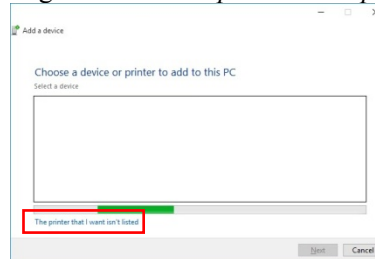 Add a device
Choose a device or printer to add to this PC
Select a device
The printer that I want isn't listed
Next
Cancel